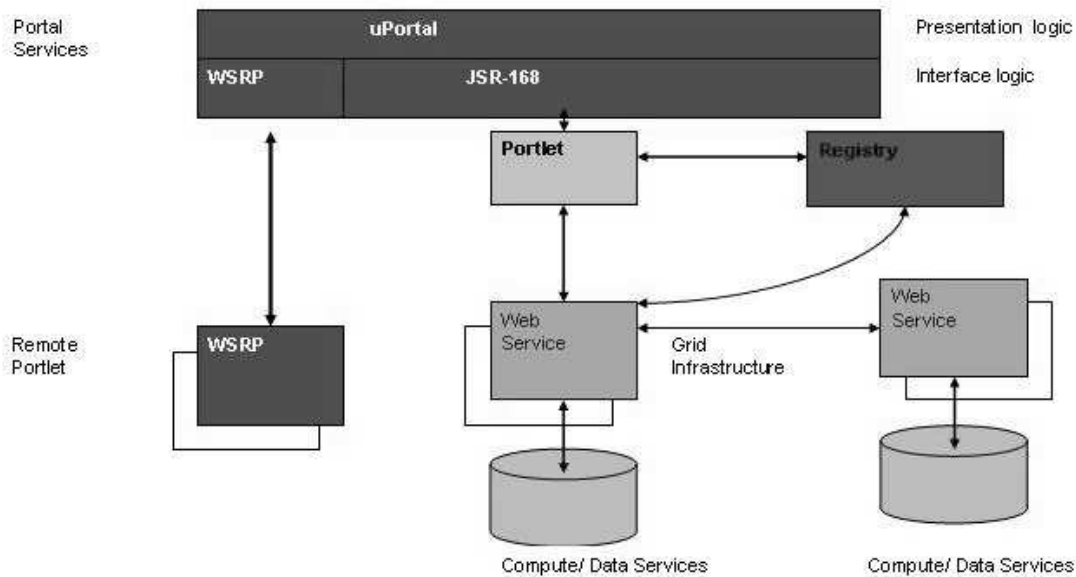 Portal
Services
uPortal
Presentation logic
WSRP
JSR-168
Interface logic
Portlet
Registry
Web
Service
Web
Service
Remote
Portlet
WSRP
Grid
Infrastructure
Compute/ Data Services
Compute/ Data Services